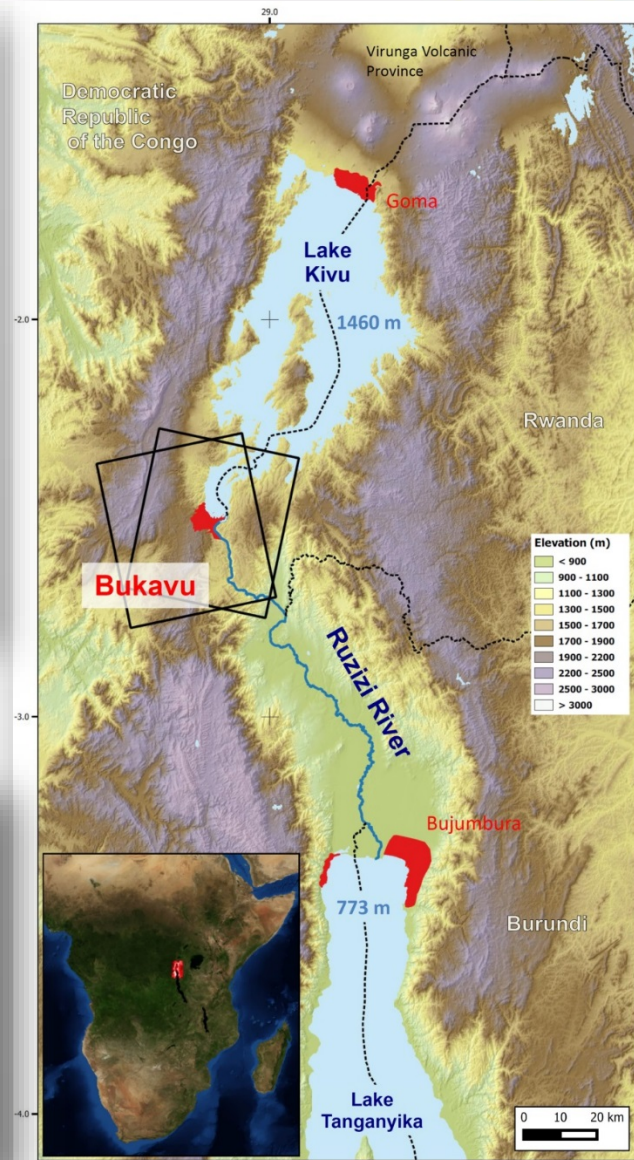 29.0
Virunga Volcanic
Province
Democratic
Republic
of the Congo
Goma
Lake
Kivu
-2.0
1460 m
Rwanda
Elevation (m)
< 900
900 - 1100
1100 - 1300
1300 - 1500
1500 - 1700
1700 - 1900
1900 - 2200
2200 - 2500
2500 - 3000
> 3000
Bukavu
Ruzizi River
-3.0
Bujumbura
773 m
Burundi
-4.0
Lake
Tanganyika
0 10 20 km